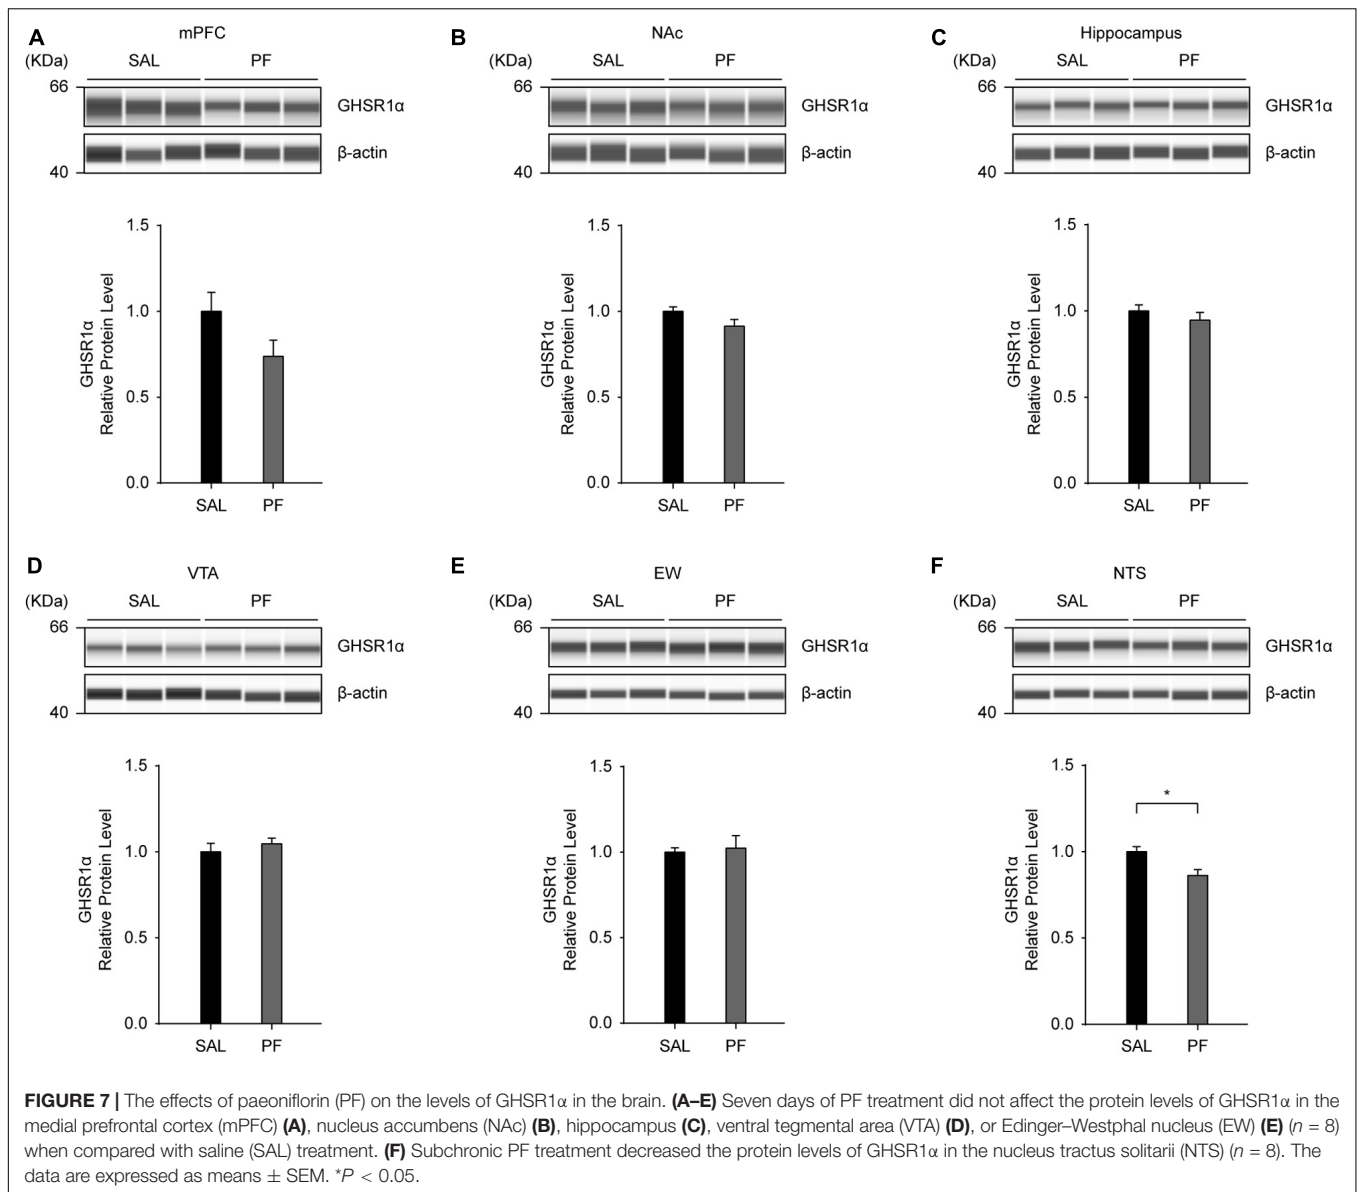 A
mPFC
(KDa) SAL PF
66
GHSR1α
β-actin
40
1.5
1.0
0.5
0.0
GHSR1α
Relative Protein Level
SAL PF
B
NAc
(KDa) SAL PF
66
GHSR1α
β-actin
40
1.5
1.0
0.5
0.0
GHSR1α
Relative Protein Level
SAL PF
C
Hippocampus
(KDa) SAL PF
66
GHSR1α
β-actin
40
1.5
1.0
0.5
0.0
GHSR1α
Relative Protein Level
SAL PF
D
VTA
(KDa) SAL PF
66
GHSR1α
β-actin
40
1.5
1.0
0.5
0.0
GHSR1α
Relative Protein Level
SAL PF
E
EW
(KDa) SAL PF
66
GHSR1α
β-actin
40
1.5
1.0
0.5
0.0
GHSR1α
Relative Protein Level
SAL PF
F
NTS
(KDa) SAL PF
66
GHSR1α
β-actin
40
1.5
1.0
0.5
0.0
GHSR1α
Relative Protein Level
*
SAL PF
FIGURE 7 | The effects of paeoniflorin (PF) on the levels of GHSR1α in the brain. (A–E) Seven days of PF treatment did not affect the protein levels of GHSR1α in the
medial prefrontal cortex (mPFC) (A), nucleus accumbens (NAc) (B), hippocampus (C), ventral tegmental area (VTA) (D), or Edinger–Westphal nucleus (EW) (E) (n = 8)
when compared with saline (SAL) treatment. (F) Subchronic PF treatment decreased the protein levels of GHSR1α in the nucleus tractus solitarii (NTS) (n = 8). The
data are expressed as means ± SEM. *P < 0.05.